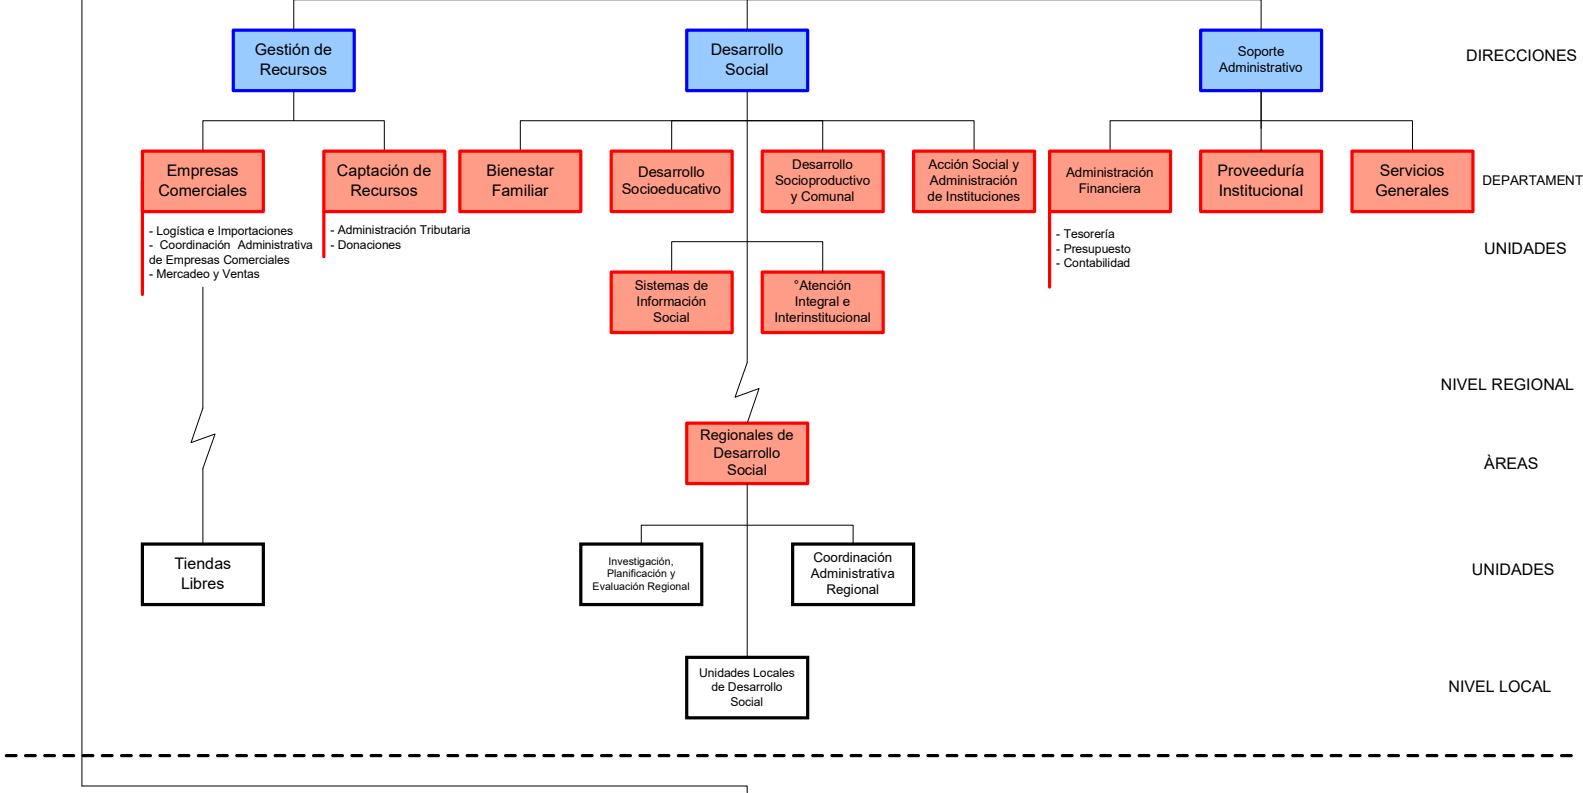 Gestión de
Recursos
Desarrollo
Social
Soporte
Administrativo
DIRECCIONES
Empresas
Comerciales
Captación de
Recursos
Bienestar
Familiar
Desarrollo
Socioeducativo
Desarrollo
Socioproductivo
y Comunal
Acción Social y
Administración
de Instituciones
Administración
Financiera
Proveeduría
Institucional
Servicios
Generales
DEPARTAMENT
- Logística e Importaciones
- Coordinación Administrativa
de Empresas Comerciales
- Mercadeo y Ventas
- Administración Tributaria
- Donaciones
- Tesorería
- Presupuesto
- Contabilidad
UNIDADES
Sistemas de
Información
Social
°Atención
Integral e
Interinstitucional
NIVEL REGIONAL
Regionales de
Desarrollo
Social
ÀREAS
Tiendas
Libres
Investigación,
Planificación y
Evaluación Regional
Coordinación
Administrativa
Regional
UNIDADES
Unidades Locales
de Desarrollo
Social
NIVEL LOCAL